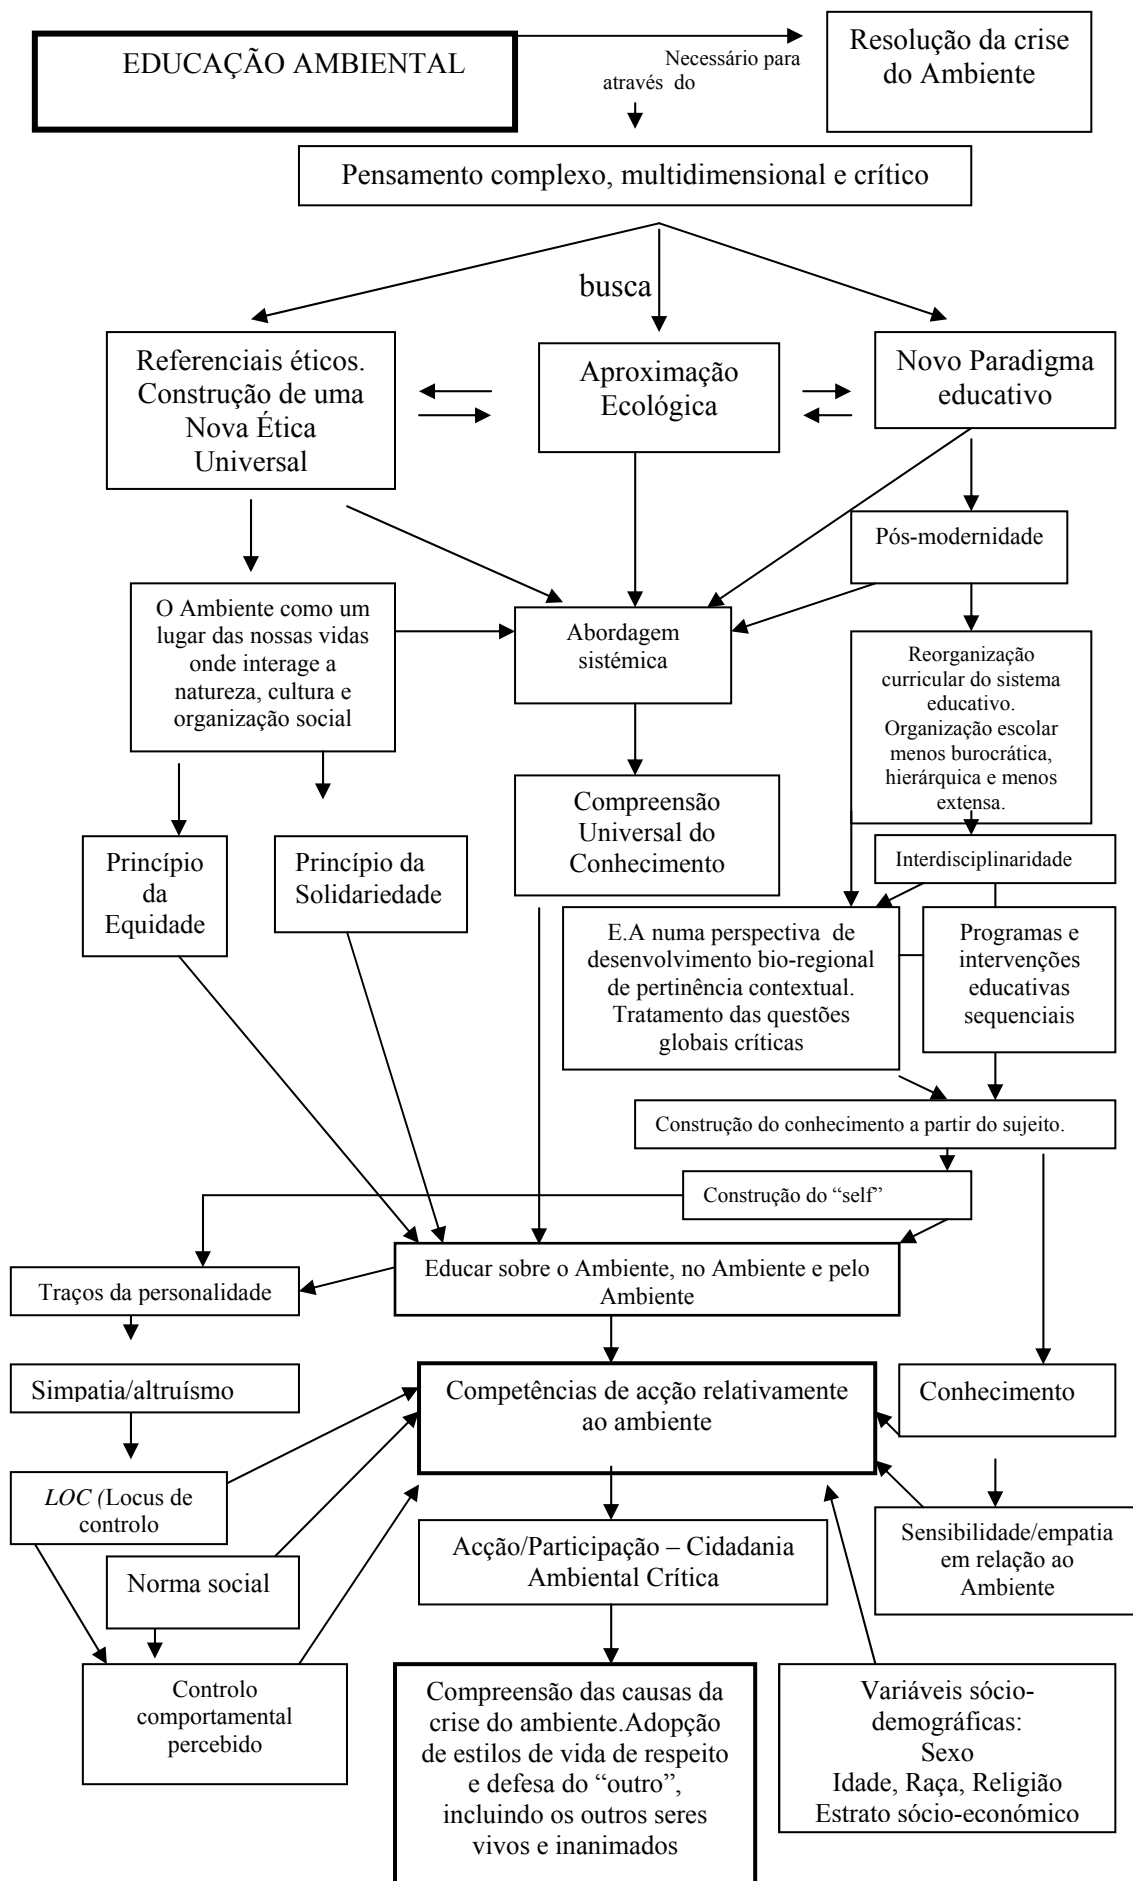 EDUCAÇÃO AMBIENTAL
Necessário para
através do
Resolução da crise
do Ambiente
Pensamento complexo, multidimensional e crítico
busca
Referenciais éticos.
Construção de uma
Nova Ética
Universal
Aproximação
Ecológica
Novo Paradigma
educativo
Pós-modernidade
O Ambiente como um
lugar das nossas vidas
onde interage a
natureza, cultura e
organização social
Abordagem
sistémica
Reorganização
curricular do sistema
educativo.
Organização escolar
menos burocrática,
hierárquica e menos
extensa.
Compreensão
Universal do
Conhecimento
Princípio
da
Equidade
Princípio da
Solidariedade
Interdisciplinaridade
E.A numa perspectiva de
desenvolvimento bio-regional
de pertinência contextual.
Tratamento das questões
globais críticas
Programas e
intervenções
educativas
sequenciais
Construção do conhecimento a partir do sujeito.
Construção do “self”
Educar sobre o Ambiente, no Ambiente e pelo
Ambiente
Traços da personalidade
Simpatia/altruísmo
Competências de acção relativamente
ao ambiente
Conhecimento
LOC (Locus de
controlo
Norma social
Acção/Participação – Cidadania
Ambiental Crítica
Sensibilidade/empatia
em relação ao
Ambiente
Controlo
comportamental
percebido
Compreensão das causas da
crise do ambiente.Adopção
de estilos de vida de respeito
e defesa do “outro”,
incluindo os outros seres
vivos e inanimados
Variáveis sócio-
demográficas:
Sexo
Idade, Raça, Religião
Estrato sócio-económico